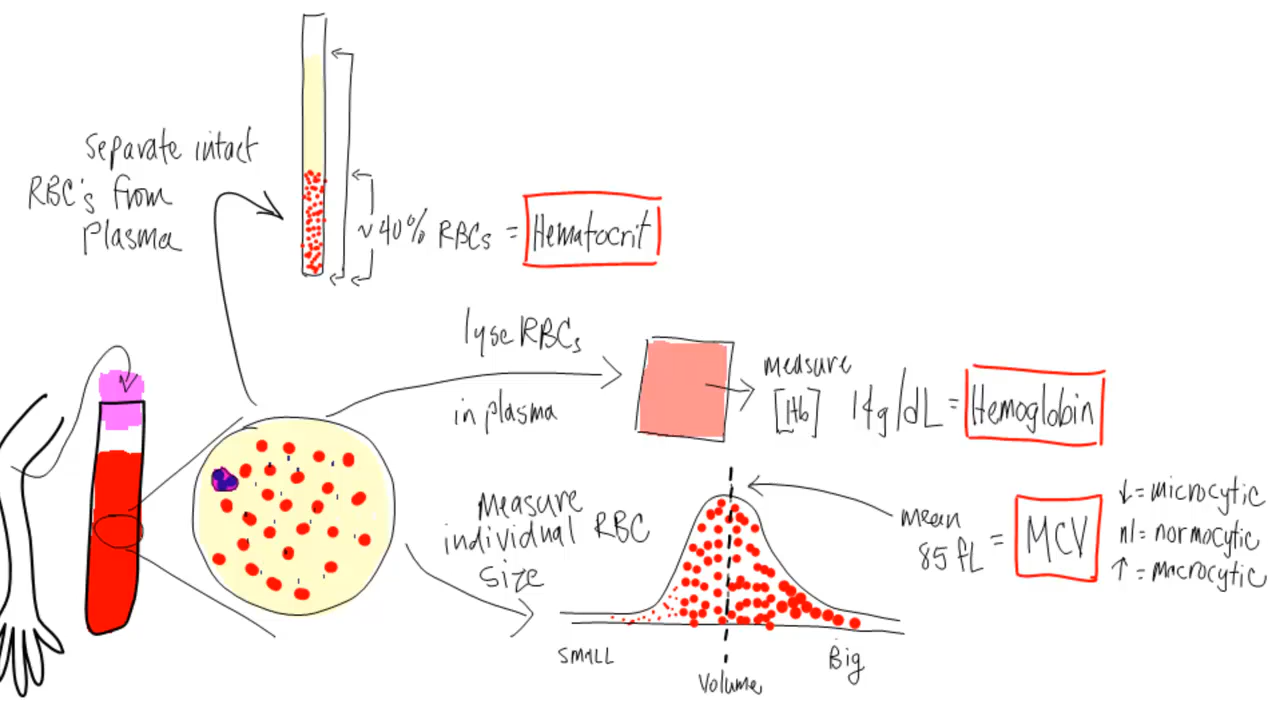 Separate intact
RBC's from
plasma
~40% RBCs = Hematocrit
lyse RBCs
in plasma
measure
[Hb] 14g/dL = Hemoglobin
Measure
individual RBC
size
mean
85 fL = MCV
↓ = microcytic
nl = normocytic
↑ = macrocytic
SMALL
Volume
Big